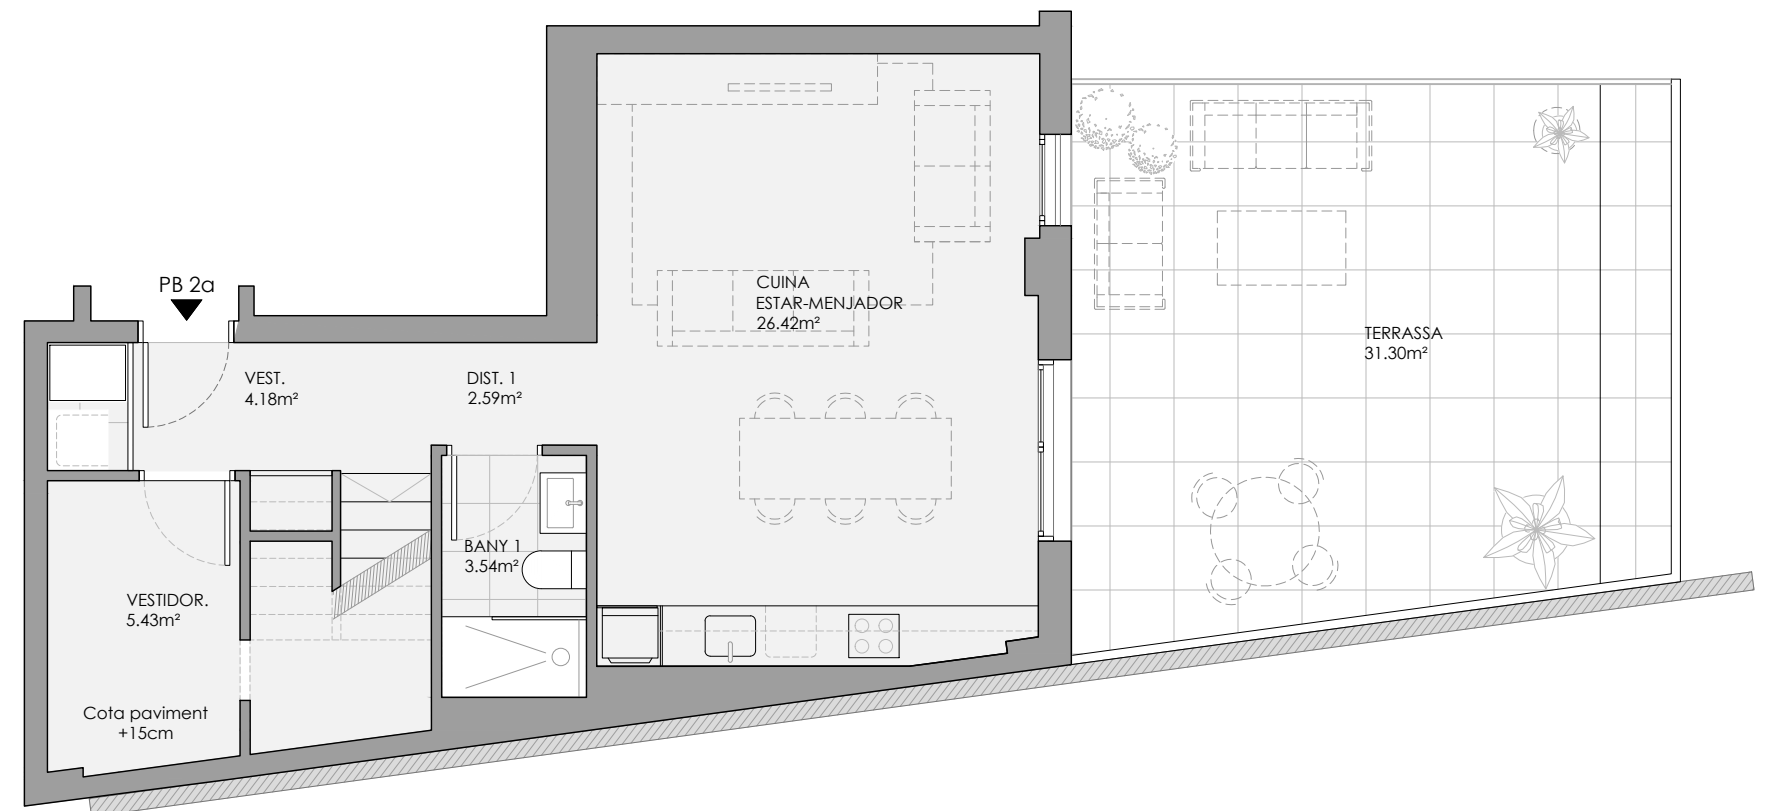 PB 2a
CUINA
ESTAR-MENJADOR
26.42m²
TERRASSA
31.30m²
VEST.
4.18m²
DIST. 1
2.59m²
BANY 1
3.54m²
VESTIDOR.
5.43m²
Cota paviment
+15cm